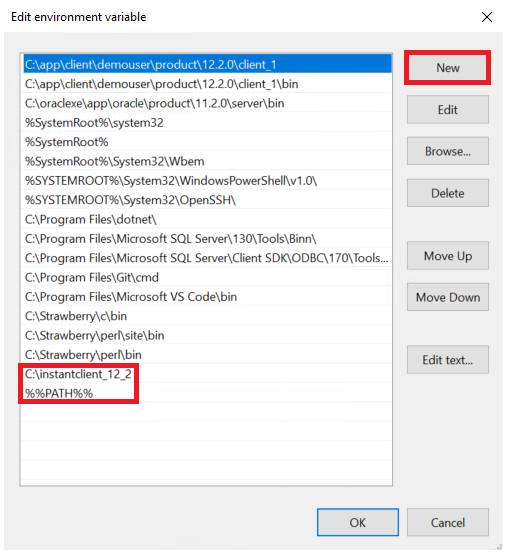 Edit environment variable
C:\app\client\demouser\product\12.2.0\client_1
C:\app\client\demouser\product\12.2.0\client_1\bin
C:\oraclexe\app\oracle\product\11.2.0\server\bin
%SystemRoot%\system32
%SystemRoot%
%SystemRoot%\System32\Wbem
%SYSTEMROOT%\System32\WindowsPowerShell\v1.0\
%SYSTEMROOT%\System32\OpenSSH\
C:\Program Files\dotnet\
C:\Program Files\Microsoft SQL Server\130\Tools\Binn\
C:\Program Files\Microsoft SQL Server\Client SDK\ODBC\170\Tools...
C:\Program Files\Git\cmd
C:\Program Files\Microsoft VS Code\bin
C:\Strawberry\c\bin
C:\Strawberry\perl\site\bin
C:\Strawberry\perl\bin
C:\instantclient_12_2
%%PATH%%
New
Edit
Browse...
Delete
Move Up
Move Down
Edit text...
OK
Cancel